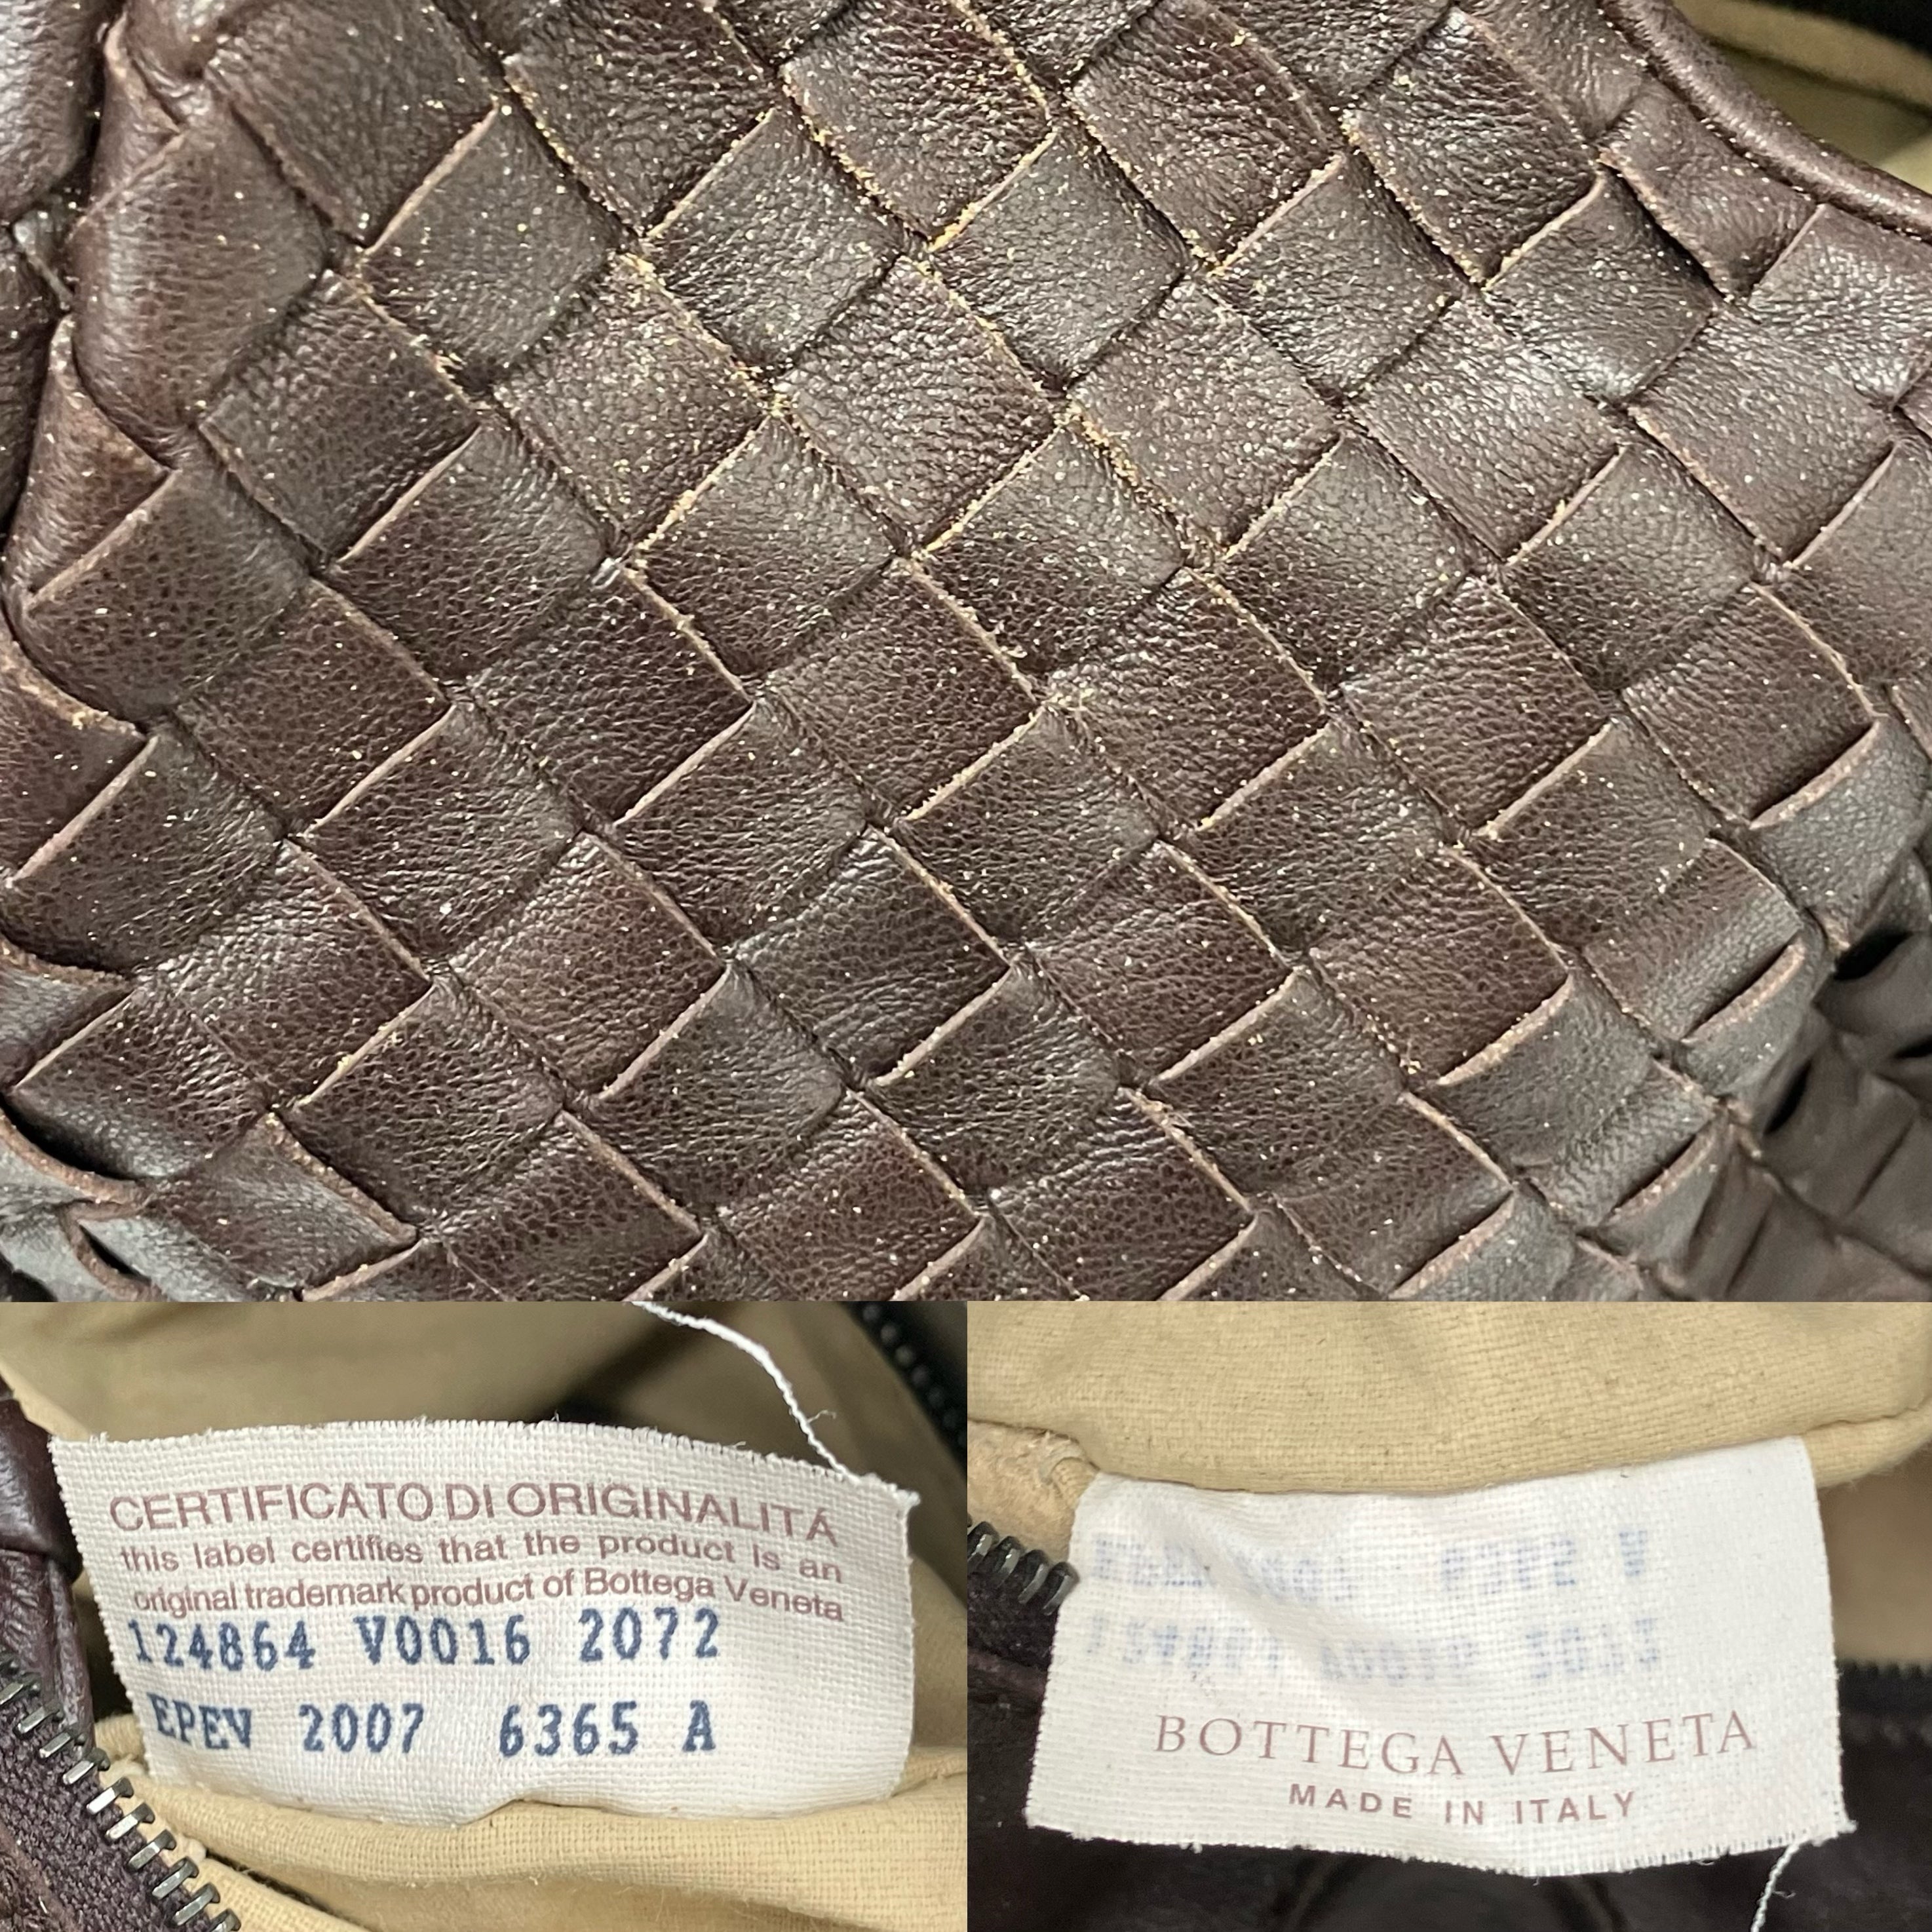 CERTIFICATO DI ORIGINALITÁ
this label certifies that the product is an
original trademark product of Bottega Veneta
124864 V0016 2072
EPEV 2007 6365 A
BOTTEGA VENETA
MADE IN ITALY